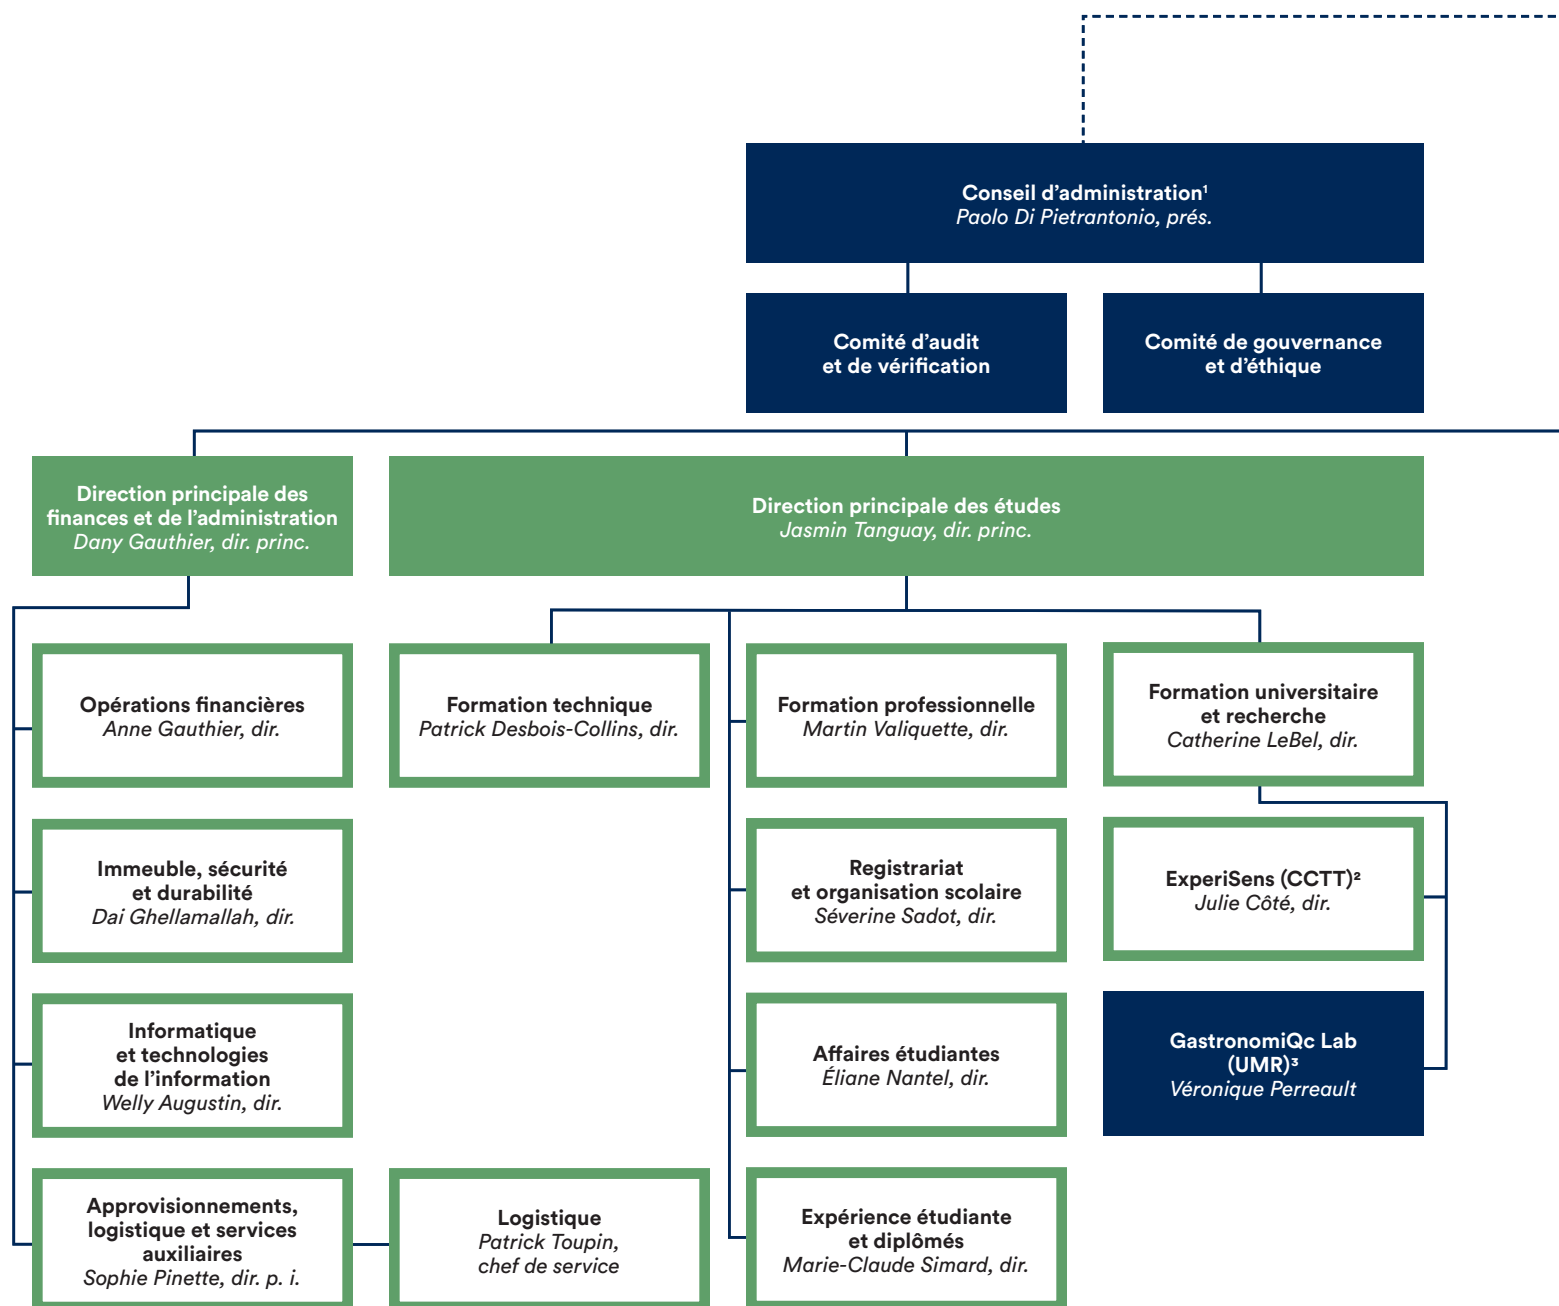 Conseil d’administration¹
Paolo Di Pietrantonio, prés.
Comité d’audit
et de vérification
Comité de gouvernance
et d’éthique
Direction principale des
finances et de l’administration
Dany Gauthier, dir. princ.
Direction principale des études
Jasmin Tanguay, dir. princ.
Opérations financières
Anne Gauthier, dir.
Formation technique
Patrick Desbois-Collins, dir.
Formation professionnelle
Martin Valiquette, dir.
Formation universitaire
et recherche
Catherine LeBel, dir.
Immeuble, sécurité
et durabilité
Dai Ghellamallah, dir.
Registrariat
et organisation scolaire
Séverine Sadot, dir.
ExperiSens (CCTT)²
Julie Côté, dir.
Informatique
et technologies
de l’information
Welly Augustin, dir.
Affaires étudiantes
Éliane Nantel, dir.
GastronomiQc Lab
(UMR)³
Véronique Perreault
Approvisionnements,
logistique et services
auxiliaires
Sophie Pinette, dir. p. i.
Logistique
Patrick Toupin,
chef de service
Expérience étudiante
et diplômés
Marie-Claude Simard, dir.